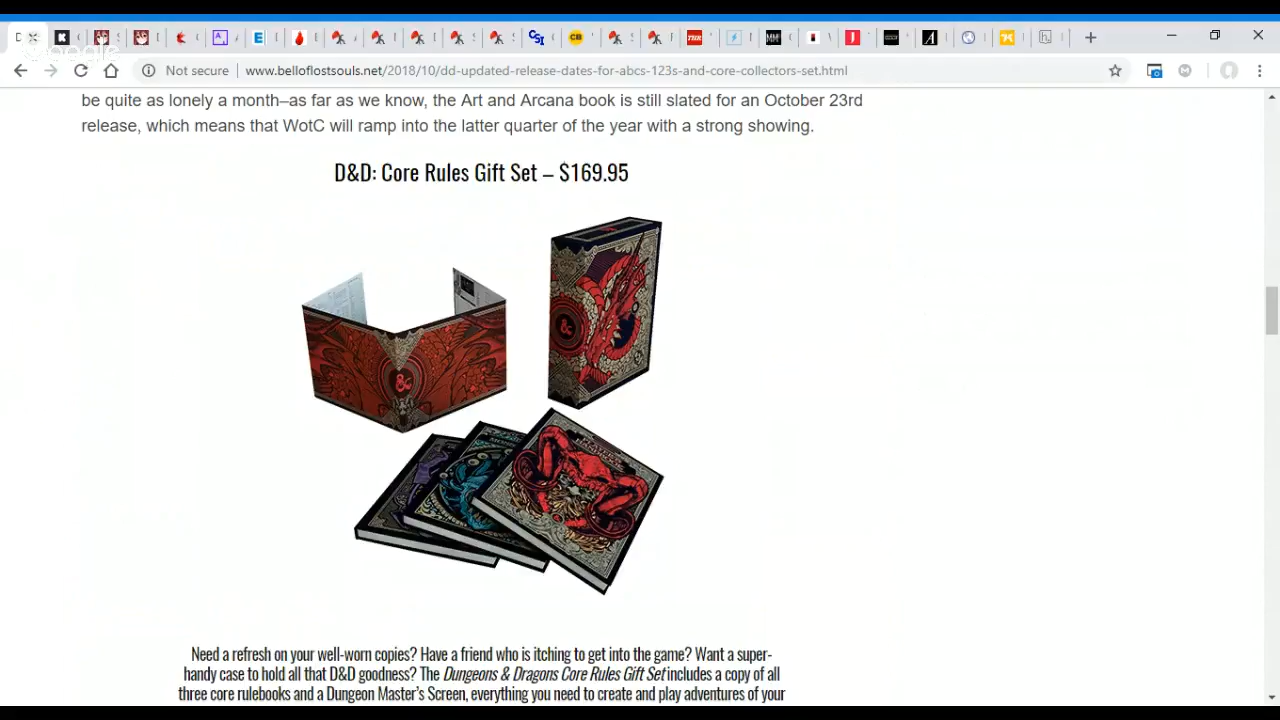 Not secure
www.belloflostsouls.net/2018/10/dd-updated-release-dates-for-abcs-123s-and-core-collectors-set.html
be quite as lonely a month–as far as we know, the Art and Arcana book is still slated for an October 23rd
release, which means that WotC will ramp into the latter quarter of the year with a strong showing.
D&D: Core Rules Gift Set – $169.95
Need a refresh on your well-worn copies? Have a friend who is itching to get into the game? Want a super-
handy case to hold all that D&D goodness? The Dungeons & Dragons Core Rules Gift Set includes a copy of all
three core rulebooks and a Dungeon Master's Screen, everything you need to create and play adventures of your